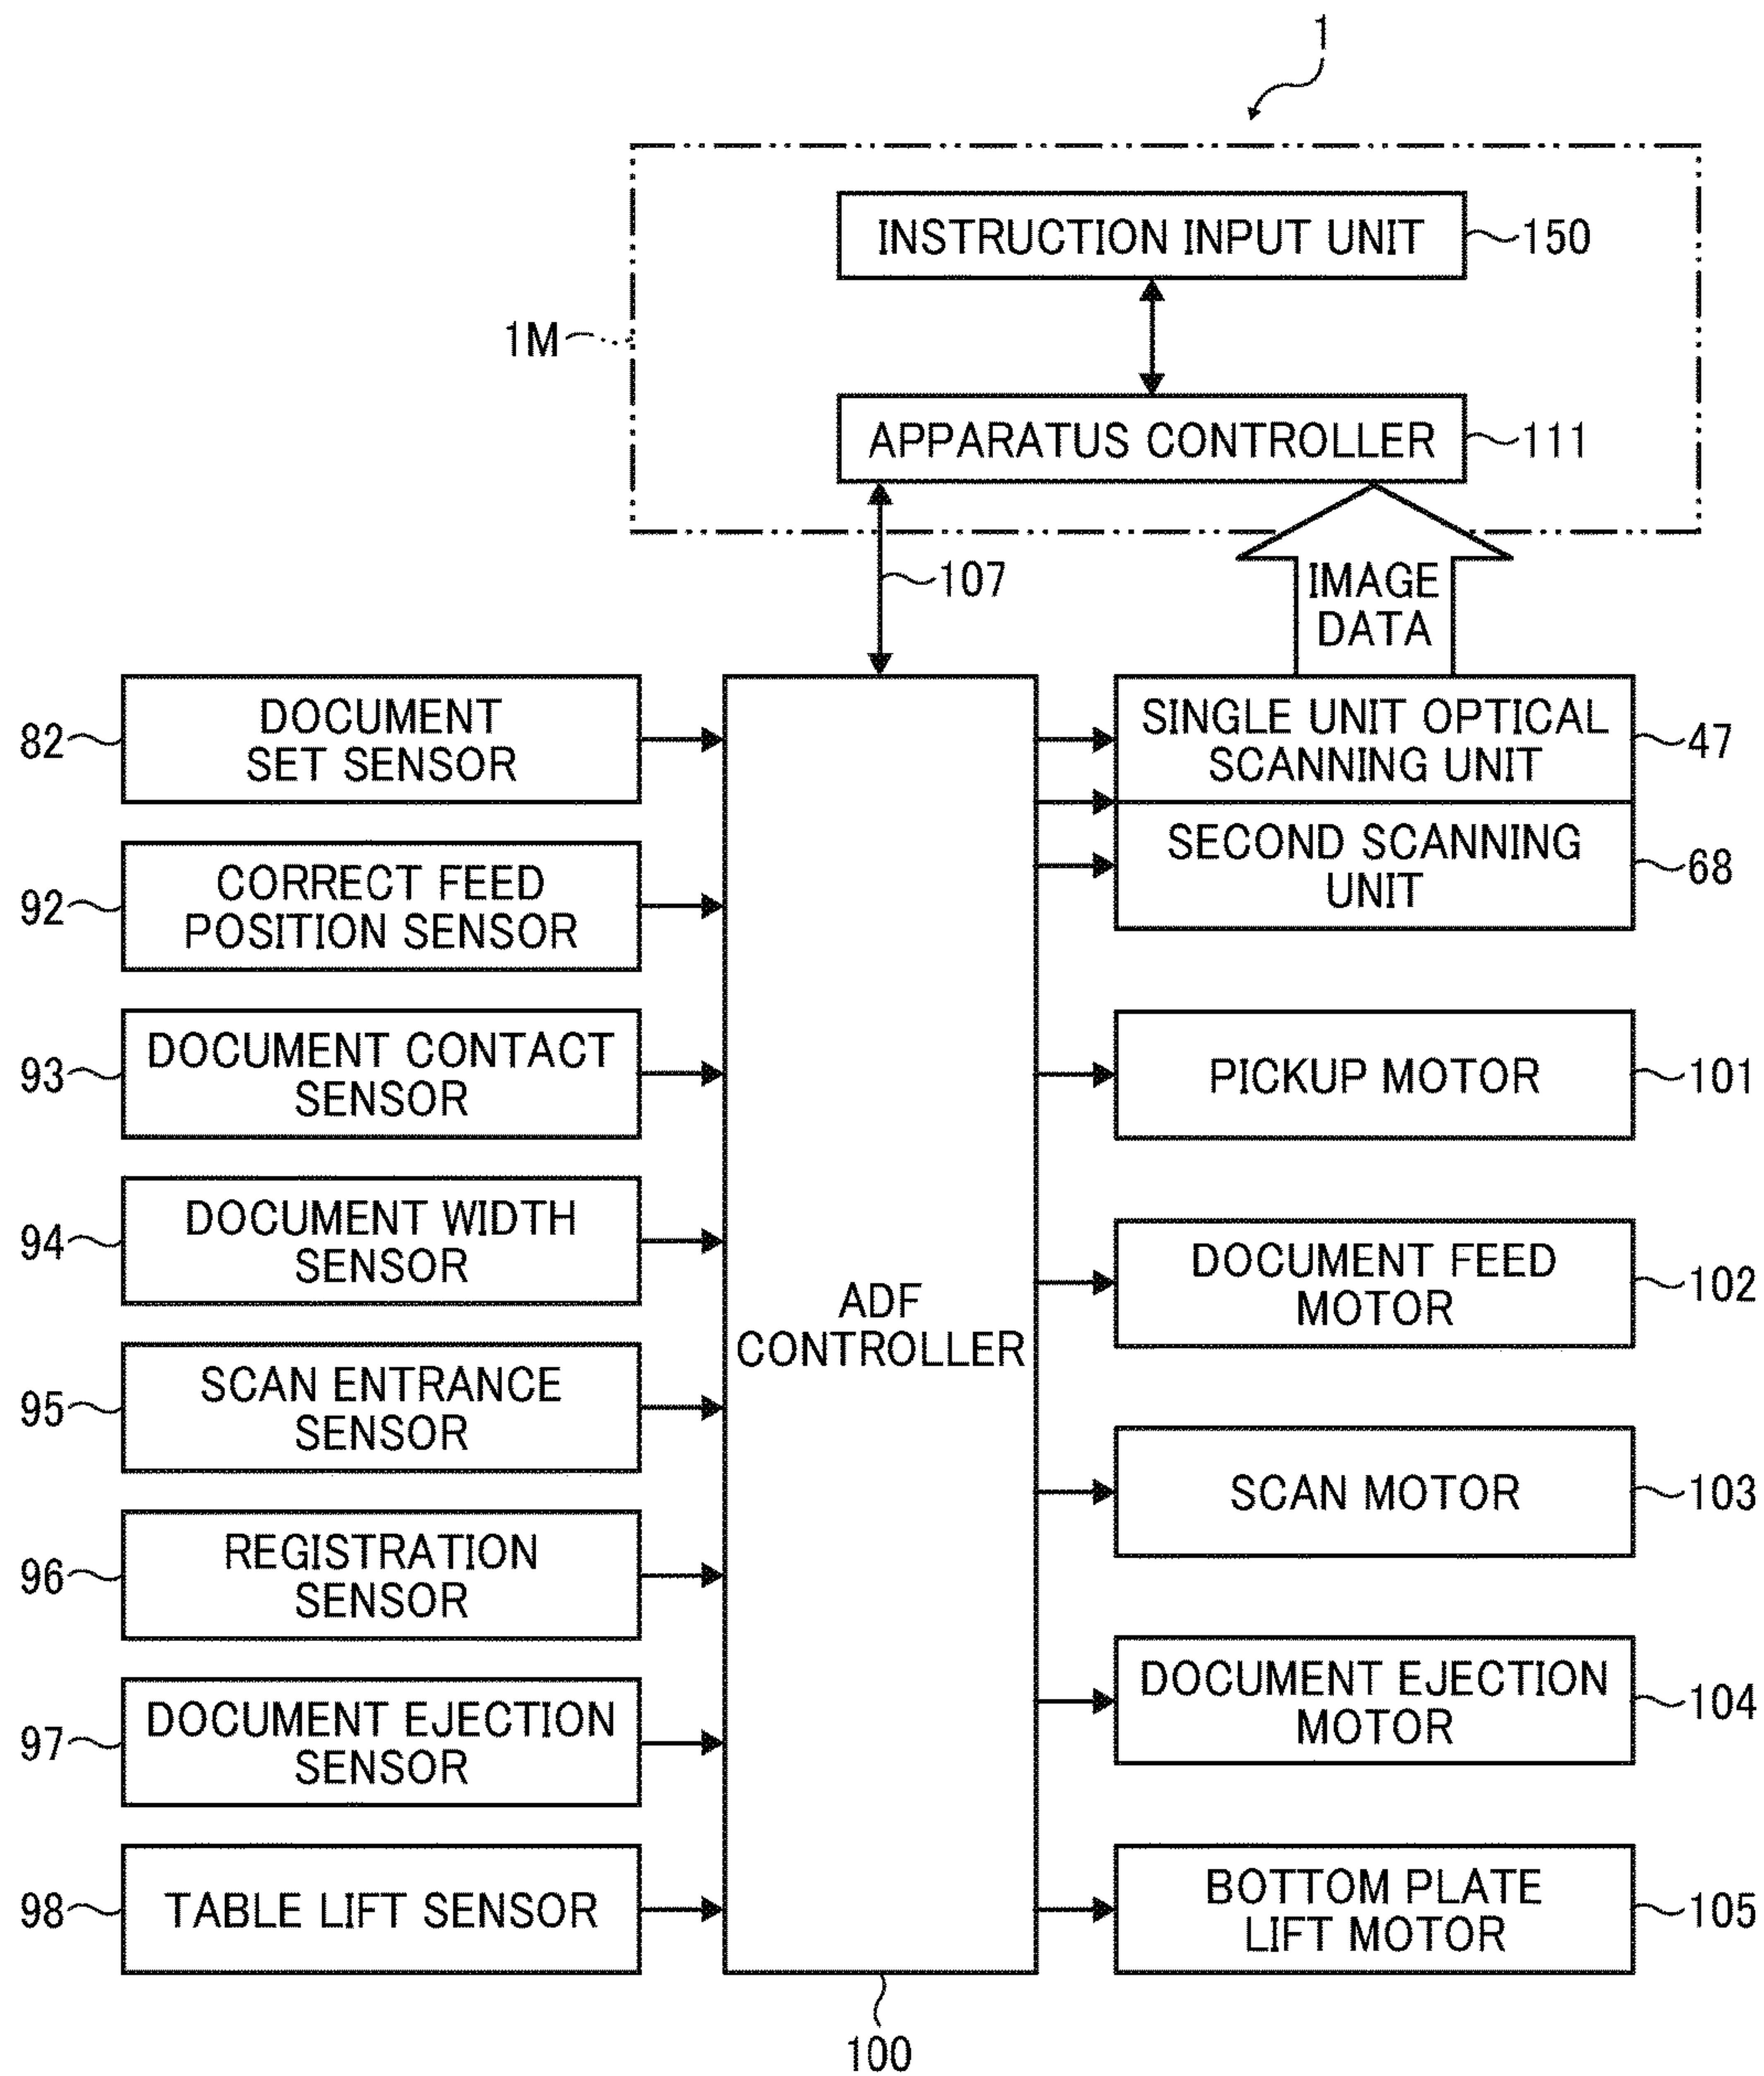 1
INSTRUCTION INPUT UNIT
150
1M
APPARATUS CONTROLLER
111
107
IMAGE
DATA
82
DOCUMENT
SET SENSOR
92
CORRECT FEED
POSITION SENSOR
93
DOCUMENT CONTACT
SENSOR
94
DOCUMENT WIDTH
SENSOR
95
SCAN ENTRANCE
SENSOR
96
REGISTRATION
SENSOR
97
DOCUMENT EJECTION
SENSOR
98
TABLE LIFT SENSOR
ADF
CONTROLLER
100
SINGLE UNIT OPTICAL
SCANNING UNIT
47
SECOND SCANNING
UNIT
68
PICKUP MOTOR
101
DOCUMENT FEED
MOTOR
102
SCAN MOTOR
103
DOCUMENT EJECTION
MOTOR
104
BOTTOM PLATE
LIFT MOTOR
105